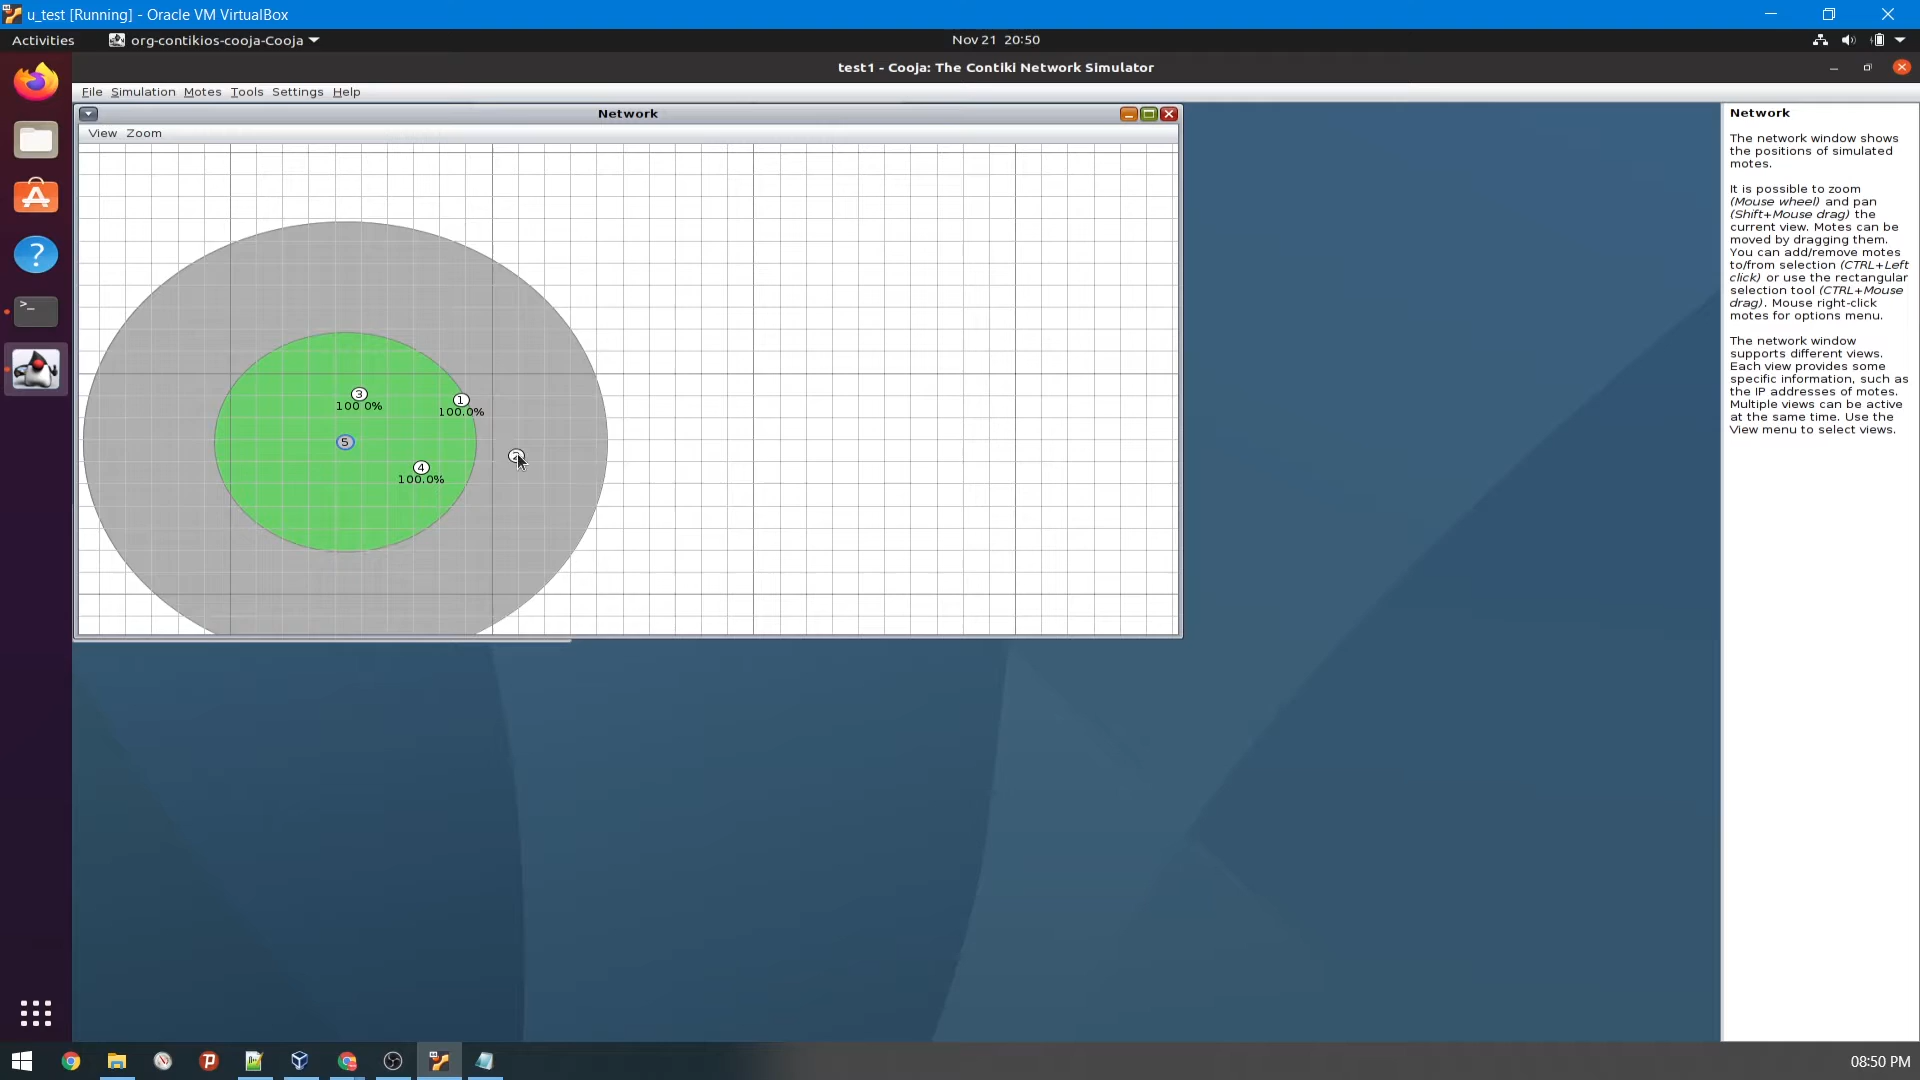 u_test [Running] - Oracle VM VirtualBox
Activities org-contikios-cooja-Cooja Nov 21 20:50
test1 - Cooja: The Contiki Network Simulator
File Simulation Motes Tools Settings Help
Network
View Zoom
3
100.0%
1
100.0%
5
2
4
100.0%
Network
The network window shows
the positions of simulated
motes.
It is possible to zoom
(Mouse wheel) and pan
(Shift+Mouse drag) the
current view. Motes can be
moved by dragging them.
You can add/remove motes
to/from selection (CTRL+Left
click) or use the rectangular
selection tool (CTRL+Mouse
drag). Mouse right-click
motes for options menu.
The network window
supports different views.
Each view provides some
specific information, such as
the IP addresses of motes.
Multiple views can be active
at the same time. Use the
View menu to select views.
08:50 PM